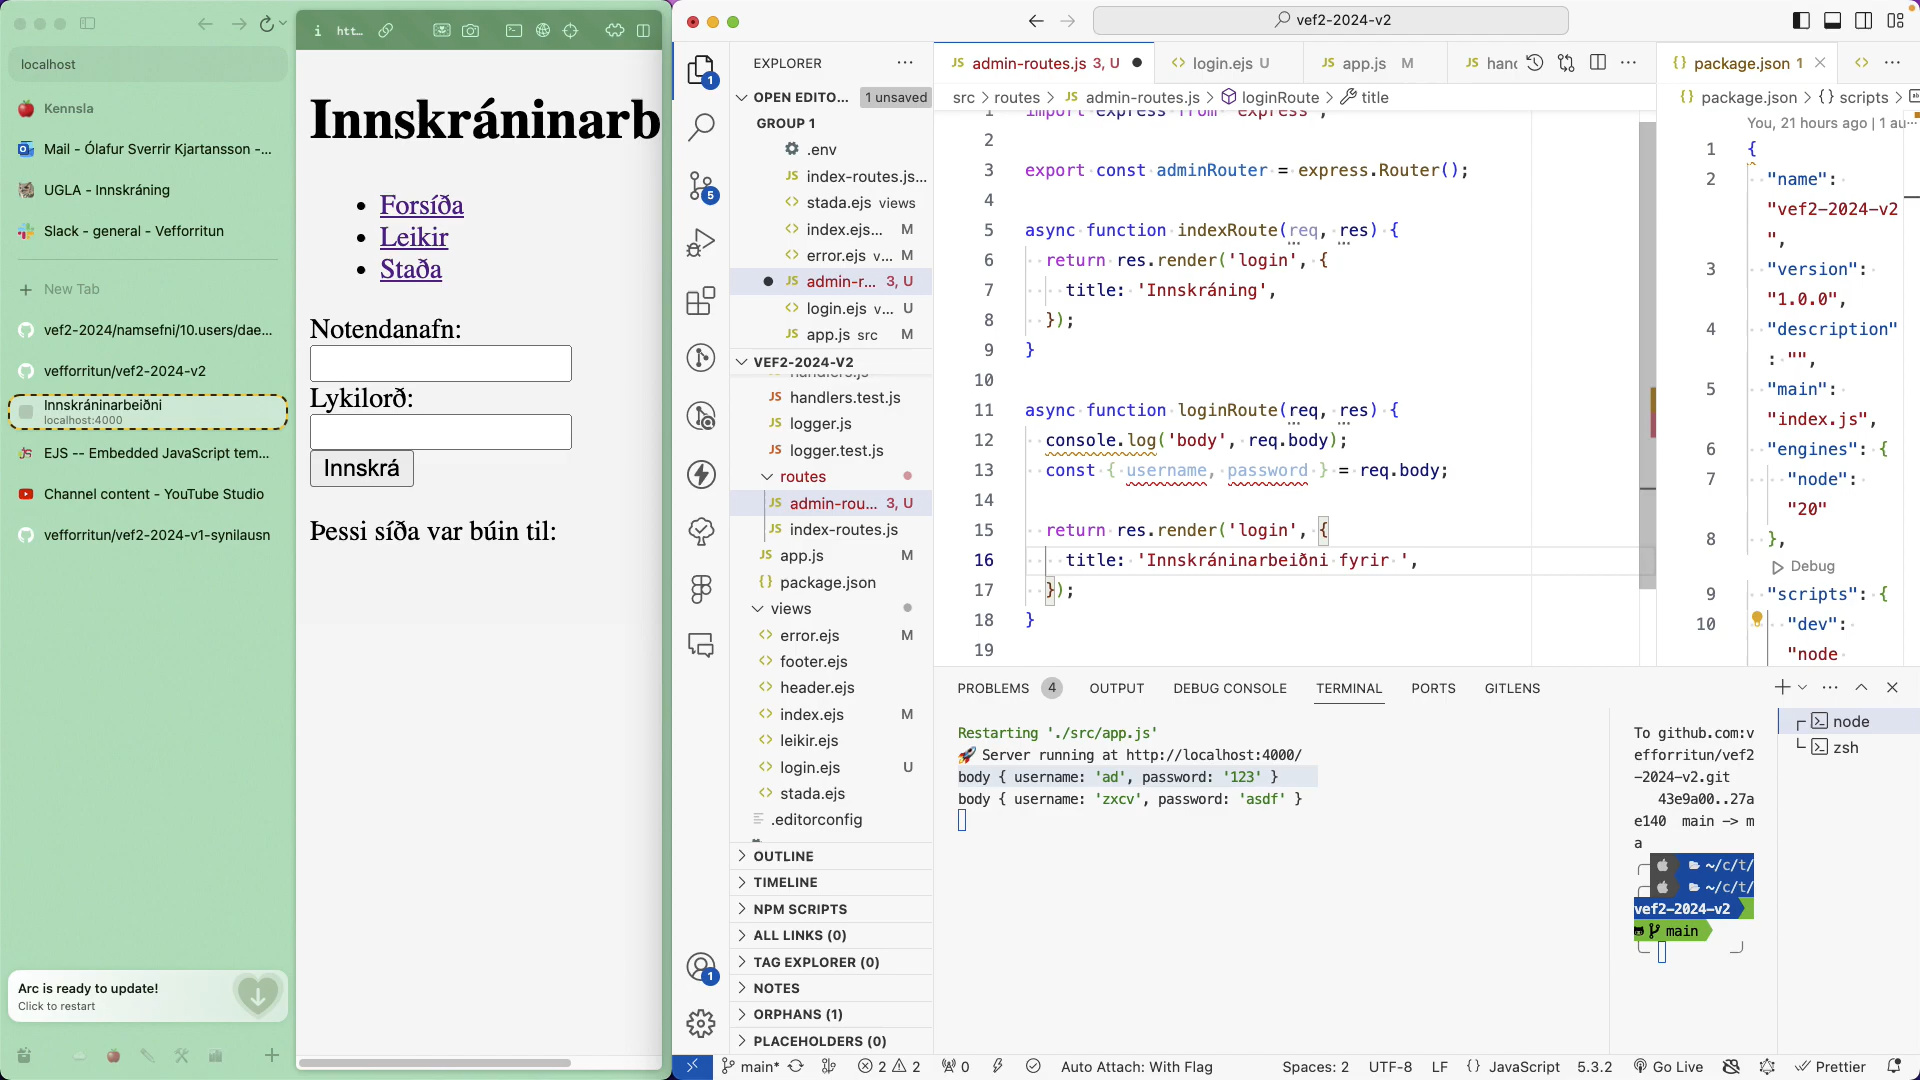 localhost
Kennsla
Mail - Ólafur Sverrir Kjartansson -...
UGLA - Innskráning
Slack - general - Vefforritun
New Tab
vef2-2024/namsefni/10.users/dae...
vefforritun/vef2-2024-v2
Innskráninarbeiðni
localhost:4000
EJS -- Embedded JavaScript tem...
Channel content - YouTube Studio
vefforritun/vef2-2024-v1-synilausn
Arc is ready to update!
Click to restart
htt...
Innskráninarb
Forsíða
Leikir
Staða
Notendanafn:
Lykilorð:
Innskrá
Þessi síða var búin til:
vef2-2024-v2
EXPLORER
OPEN EDITO... 1 unsaved
GROUP 1
.env
index-routes.js...
stada.ejs views
index.ejs... M
error.ejs v... M
admin-r... 3, U
login.ejs v... U
app.js src M
VEF2-2024-V2
handlers.js
handlers.test.js
logger.js
logger.test.js
routes
admin-rou... 3, U
index-routes.js
app.js M
package.json
views
error.ejs M
footer.ejs
header.ejs
index.ejs M
leikir.ejs
login.ejs U
stada.ejs
.editorconfig
OUTLINE
TIMELINE
NPM SCRIPTS
ALL LINKS (0)
TAG EXPLORER (0)
NOTES
ORPHANS (1)
PLACEHOLDERS (0)
admin-routes.js 3, U
login.ejs U
app.js M
hand
src > routes > JS admin-routes.js > loginRoute > title
1 import express from 'express';
2
3 export const adminRouter = express.Router();
4
5 async function indexRoute(req, res) {
6 return res.render('login', {
7 title: 'Innskráning',
8 });
9 }
10
11 async function loginRoute(req, res) {
12 console.log('body', req.body);
13 const { username, password } = req.body;
14
15 return res.render('login', {
16 title: 'Innskráninarbeiðni fyrir ',
17 });
18 }
19
package.json 1
package.json > {} scripts >
You, 21 hours ago | 1 au...
1 {
2 "name":
"vef2-2024-v2
",
3 "version":
"1.0.0",
4 "description"
: "",
5 "main":
"index.js",
6 "engines": {
7 "node":
"20"
8 },
Debug
9 "scripts": {
10 "dev":
"node
PROBLEMS 4 OUTPUT DEBUG CONSOLE TERMINAL PORTS GITLENS
Restarting './src/app.js'
🚀 Server running at http://localhost:4000/
body { username: 'ad', password: '123' }
body { username: 'zxcv', password: 'asdf' }
To github.com:v
efforritun/vef2
-2024-v2.git
43e9a00..27a
e140 main -> m
a
~/c/t/
~/c/t/
vef2-2024-v2
main
node
zsh
main* 2 2 0 Auto Attach: With Flag Spaces: 2 UTF-8 LF {} JavaScript 5.3.2 Go Live Prettier